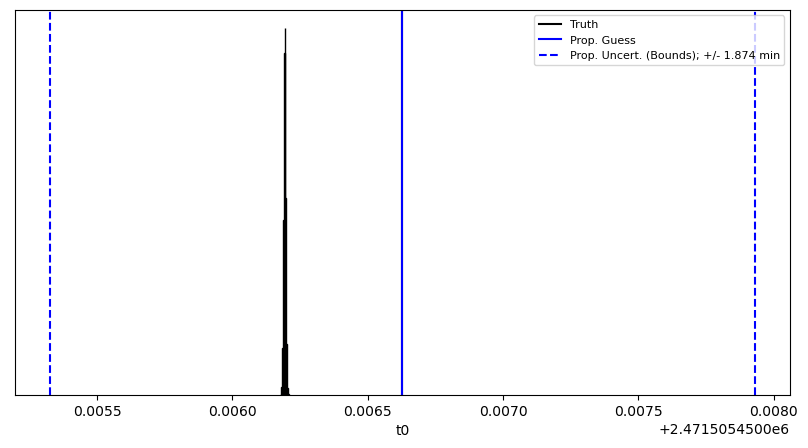 Truth
Prop. Guess
Prop. Uncert. (Bounds); +/- 1.874 min
0.0055 0.0060 0.0065 0.0070 0.0075 0.0080
t0
+2.4715054500e6